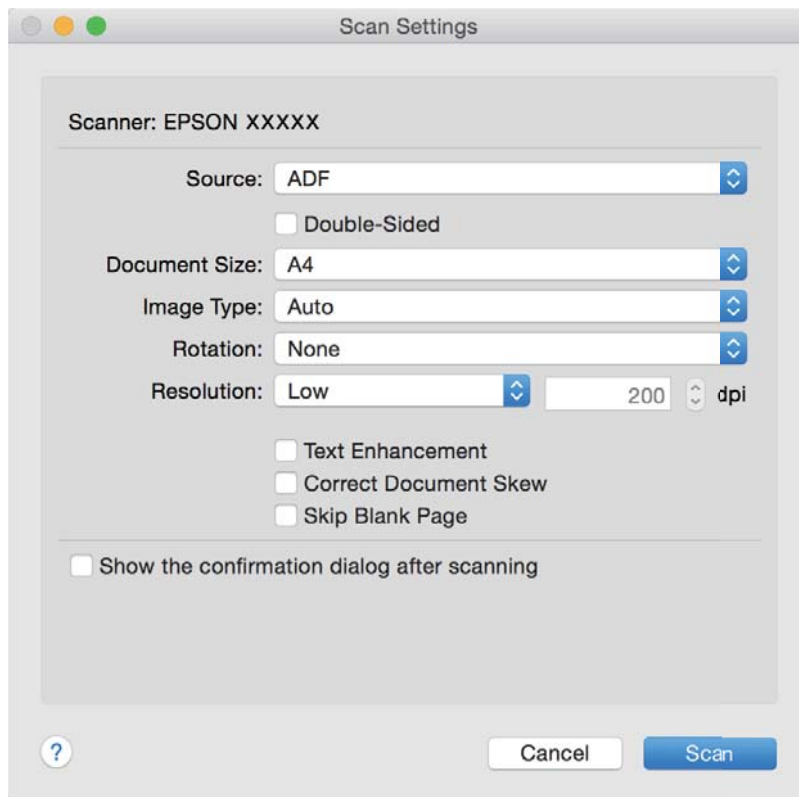 Scan Settings
Scanner: EPSON XXXXX
Source: ADF
Double-Sided
Document Size: A4
Image Type: Auto
Rotation: None
Resolution: Low 200 dpi
Text Enhancement
Correct Document Skew
Skip Blank Page
Show the confirmation dialog after scanning
? Cancel Scan